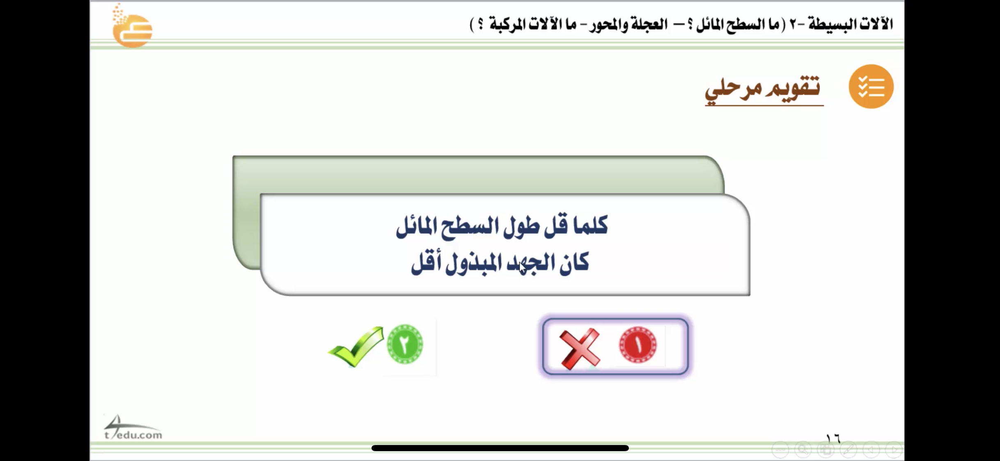 الآلات البسيطة -٢ ( ما السطح المائل ؟ – العجلة والمحور - ما الآلات المركبة ؟ )
تقويم مرحلي
كلما قل طول السطح المائل
كان الجهد المبذول أقل
١
٢
t4edu.com
١٦